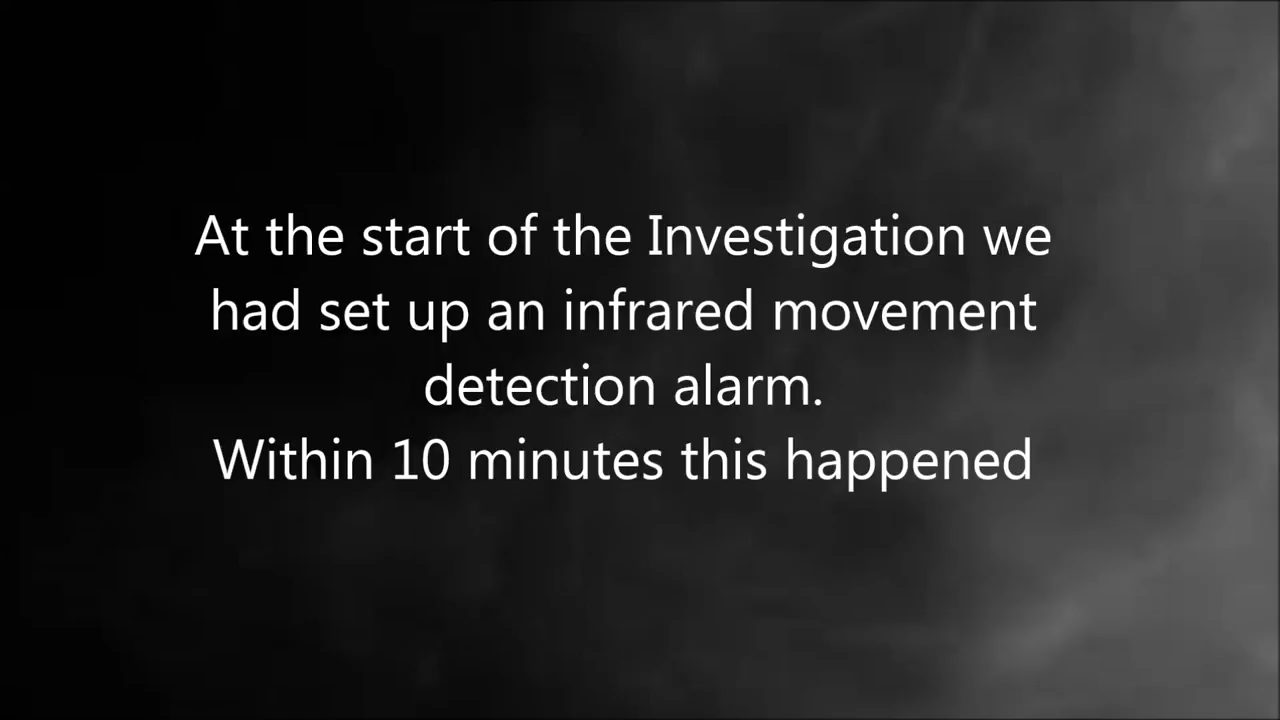 At the start of the Investigation we
had set up an infrared movement
detection alarm.
Within 10 minutes this happened